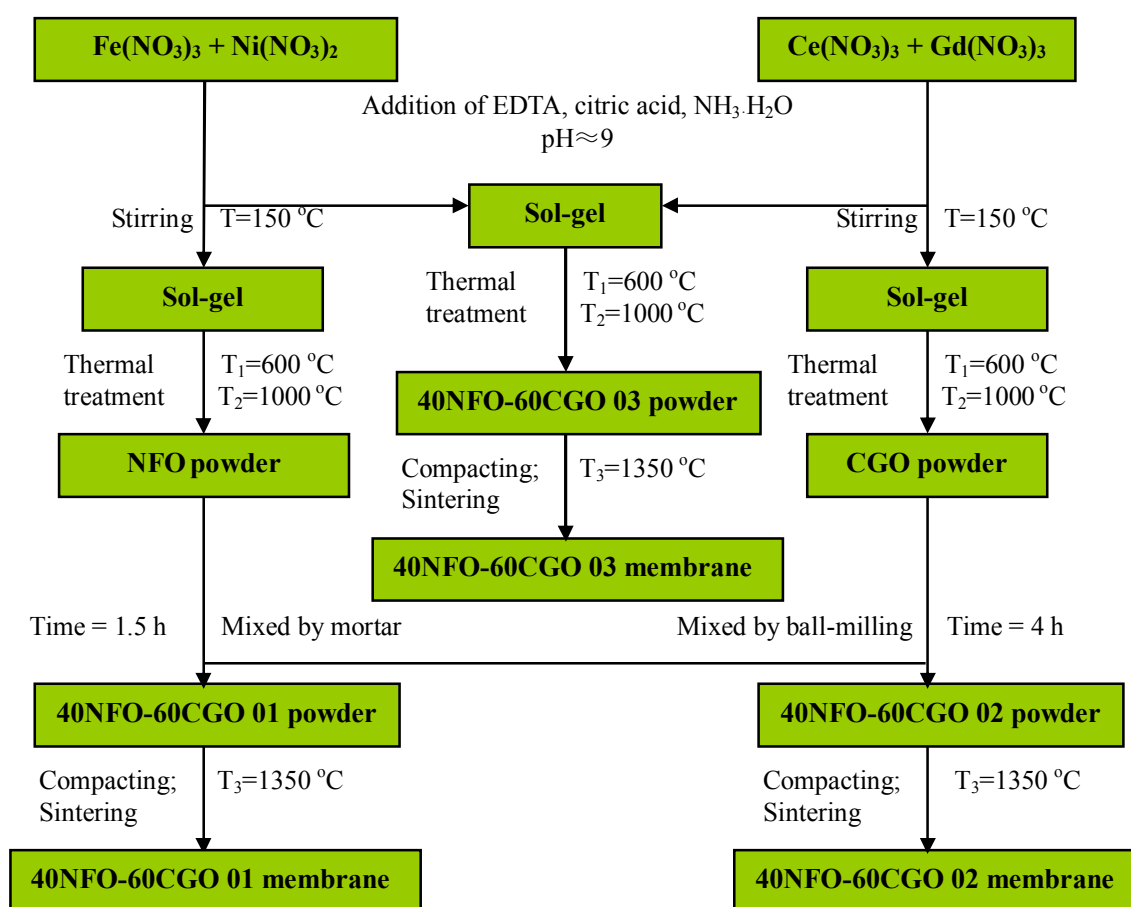 Fe(NO₃)₃ + Ni(NO₃)₂
Ce(NO₃)₃ + Gd(NO₃)₃
Addition of EDTA, citric acid, NH₃.H₂O
pH≈9
Stirring
T=150 °C
Sol-gel
Stirring
T=150 °C
Sol-gel
Thermal
treatment
T₁=600 °C
T₂=1000 °C
Sol-gel
Thermal
treatment
T₁=600 °C
T₂=1000 °C
Thermal
treatment
T₁=600 °C
T₂=1000 °C
40NFO-60CGO 03 powder
NFO powder
CGO powder
Compacting;
Sintering
T₃=1350 °C
40NFO-60CGO 03 membrane
Time = 1.5 h
Mixed by mortar
Mixed by ball-milling
Time = 4 h
40NFO-60CGO 01 powder
40NFO-60CGO 02 powder
Compacting;
Sintering
T₃=1350 °C
Compacting;
Sintering
T₃=1350 °C
40NFO-60CGO 01 membrane
40NFO-60CGO 02 membrane